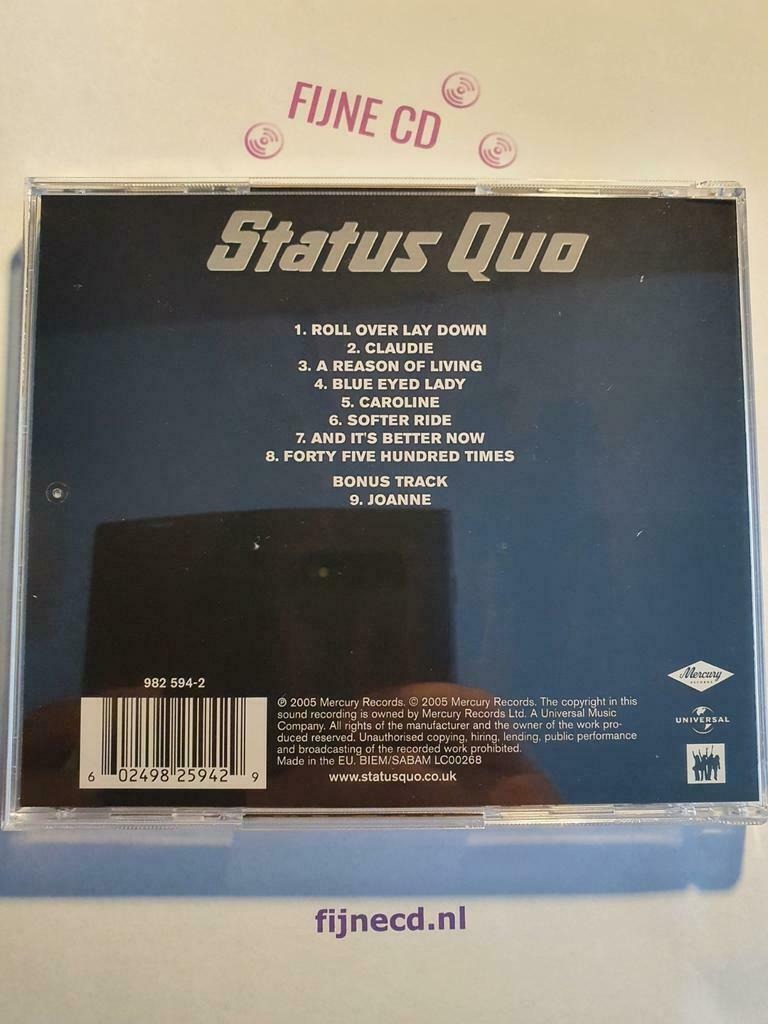 FIJNE CD
Status Quo
1. ROLL OVER LAY DOWN
2. CLAUDIE
3. A REASON OF LIVING
4. BLUE EYED LADY
5. CAROLINE
6. SOFTER RIDE
7. AND IT'S BETTER NOW
8. FORTY FIVE HUNDRED TIMES
BONUS TRACK
9. JOANNE
982 594-2
6 02498 25942 9
℗ 2005 Mercury Records. © 2005 Mercury Records. The copyright in this
sound recording is owned by Mercury Records Ltd. A Universal Music
Company. All rights of the manufacturer and the owner of the work pro-
duced reserved. Unauthorised copying, hiring, lending, public performance
and broadcasting of the recorded work prohibited.
Made in the EU. BIEM/SABAM LC00268
www.statusquo.co.uk
Mercury
RECORDS
UNIVERSAL
fijnecd.nl